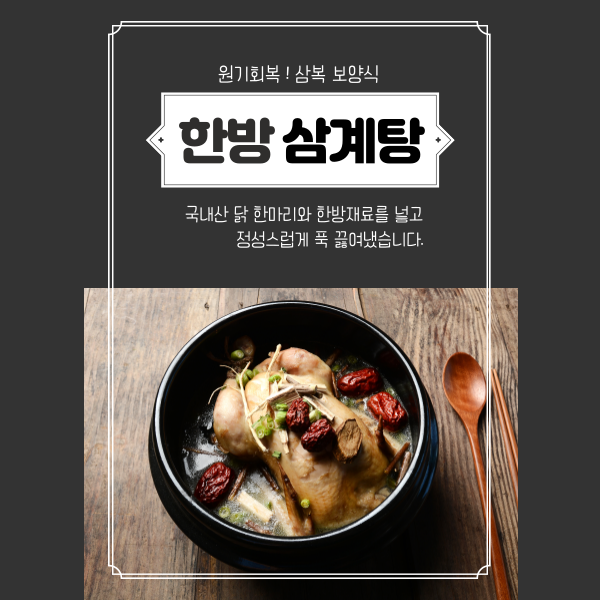 원기회복 ! 삼복 보양식
한방 삼계탕
국내산 닭 한마리와 한방재료를 넣고
정성스럽게 푹 끓여냈습니다.